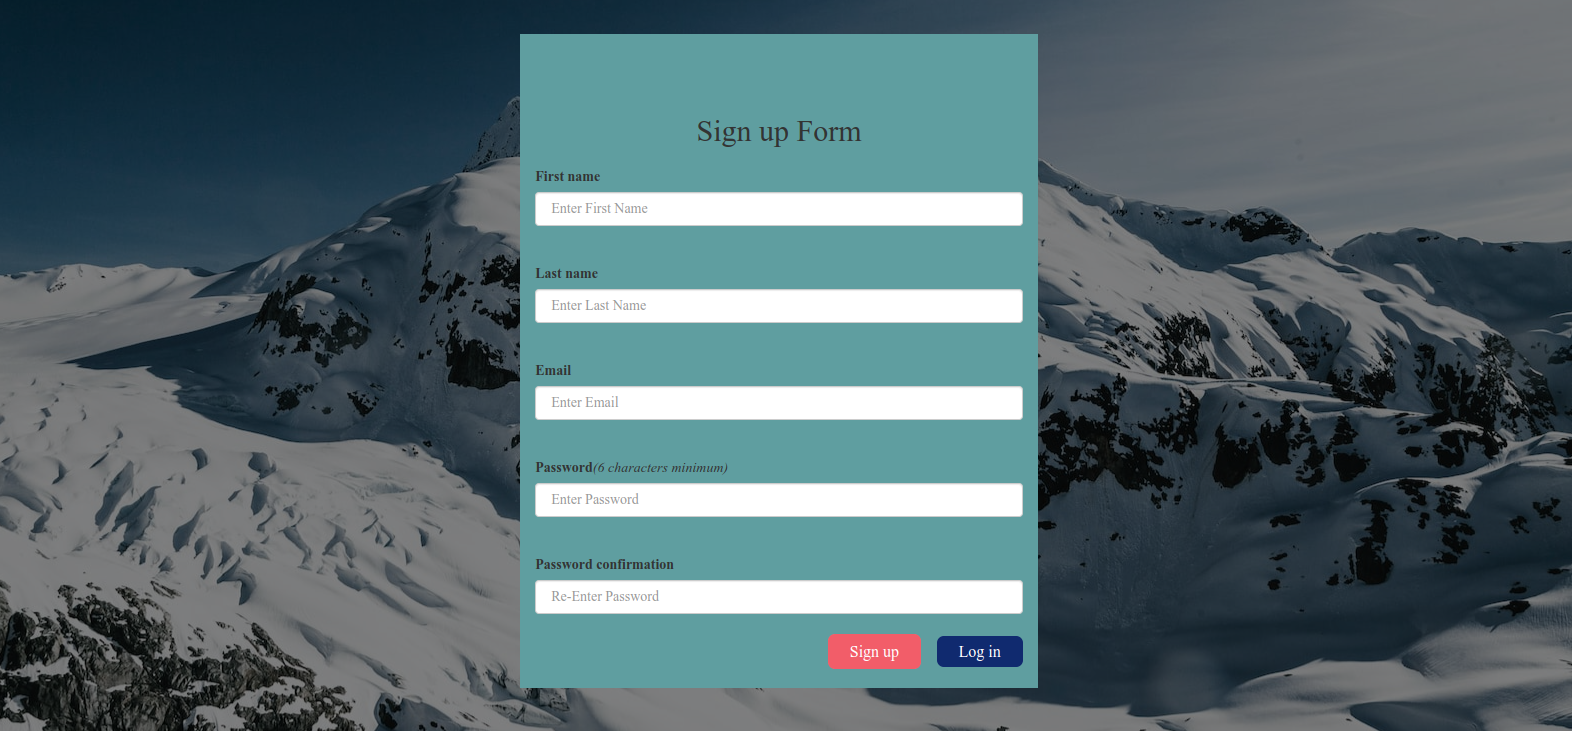 Sign up Form
First name
Enter First Name
Last name
Enter Last Name
Email
Enter Email
Password(6 characters minimum)
Enter Password
Password confirmation
Re-Enter Password
Sign up Log in